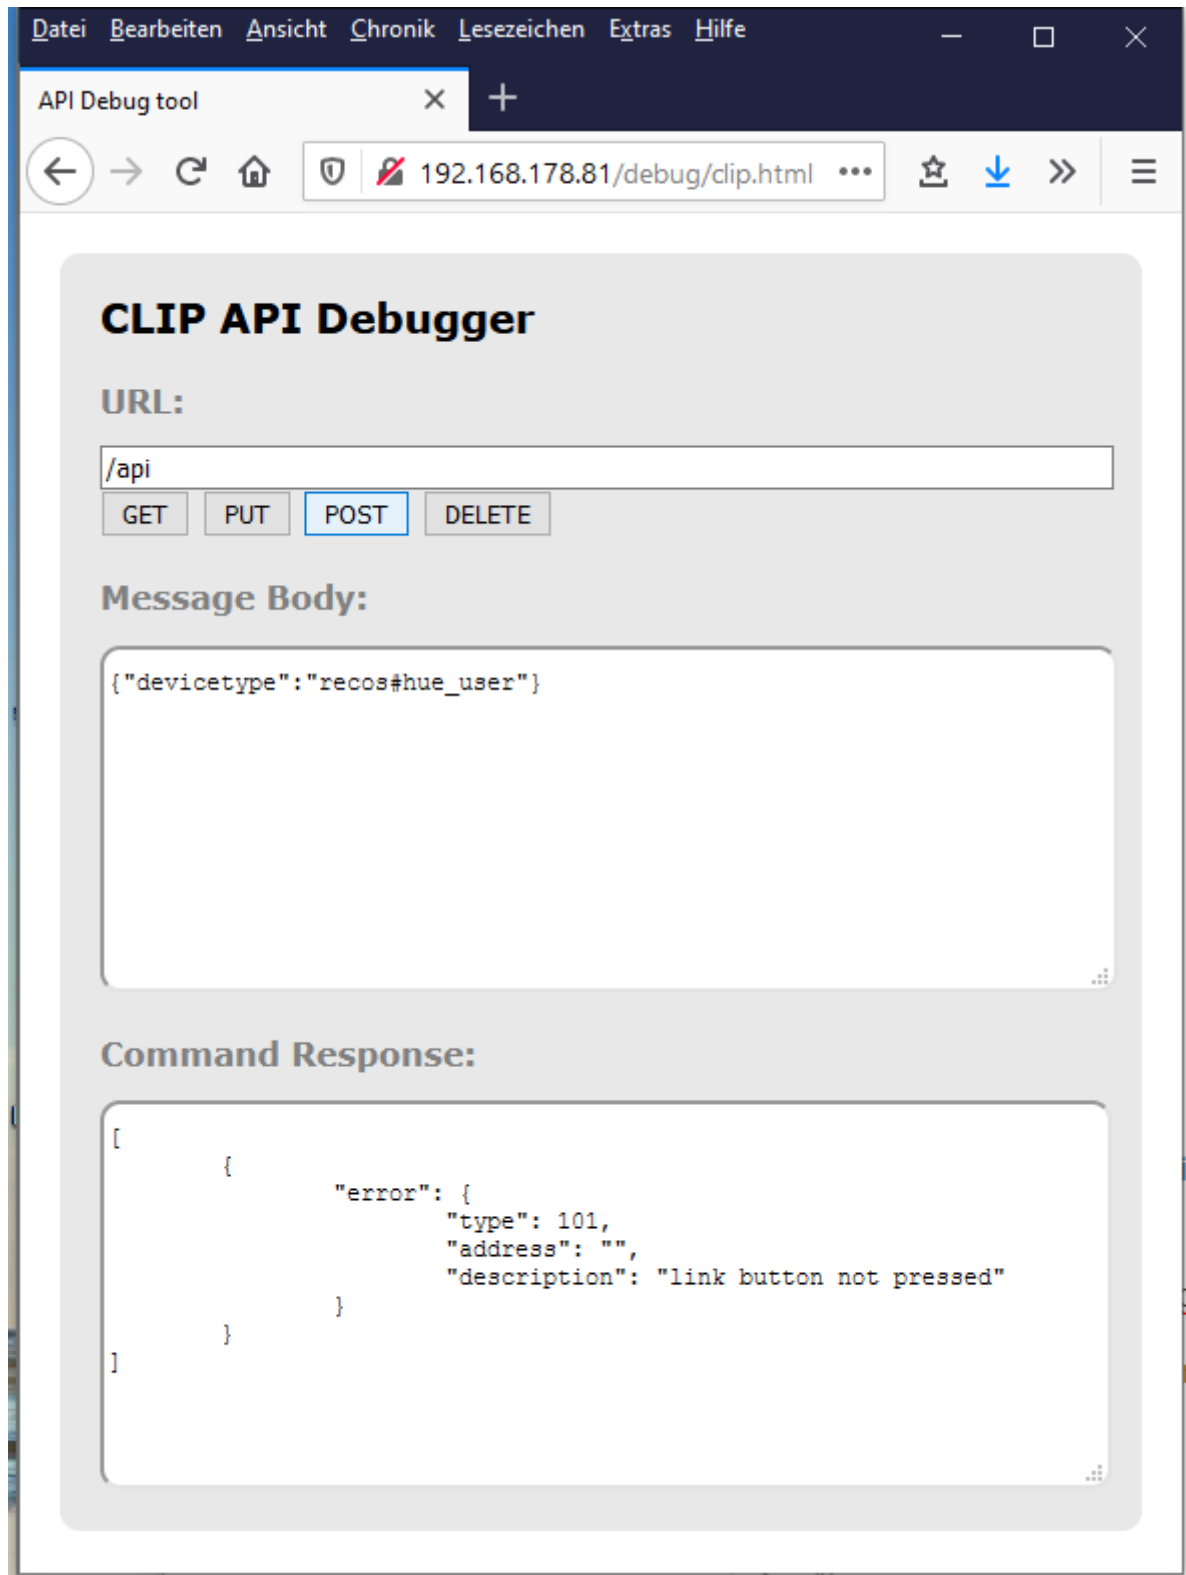 Datei Bearbeiten Ansicht Chronik Lesezeichen Extras Hilfe
API Debug tool
192.168.178.81/debug/clip.html
CLIP API Debugger
URL:
/api
GET PUT POST DELETE
Message Body:
{"devicetype":"recos#hue_user"}
Command Response:
[
{
"error": {
"type": 101,
"address": "",
"description": "link button not pressed"
}
}
]